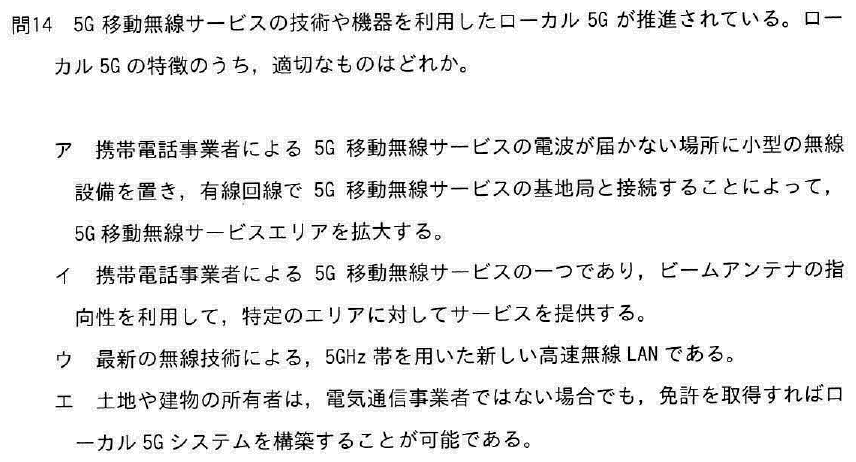 問14 5G 移動無線サービスの技術や機器を利用したローカル 5G が推進されている。ロー
カル 5G の特徴のうち，適切なものはどれか。
ア 携帯電話事業者による 5G 移動無線サービスの電波が届かない場所に小型の無線
設備を置き，有線回線で 5G 移動無線サービスの基地局と接続することによって，
5G 移動無線サービスエリアを拡大する。
イ 携帯電話事業者による 5G 移動無線サービスの一つであり，ビームアンテナの指
向性を利用して，特定のエリアに対してサービスを提供する。
ウ 最新の無線技術による，5GHz 帯を用いた新しい高速無線 LAN である。
エ 土地や建物の所有者は，電気通信事業者ではない場合でも，免許を取得すればロ
ーカル 5G システムを構築することが可能である。